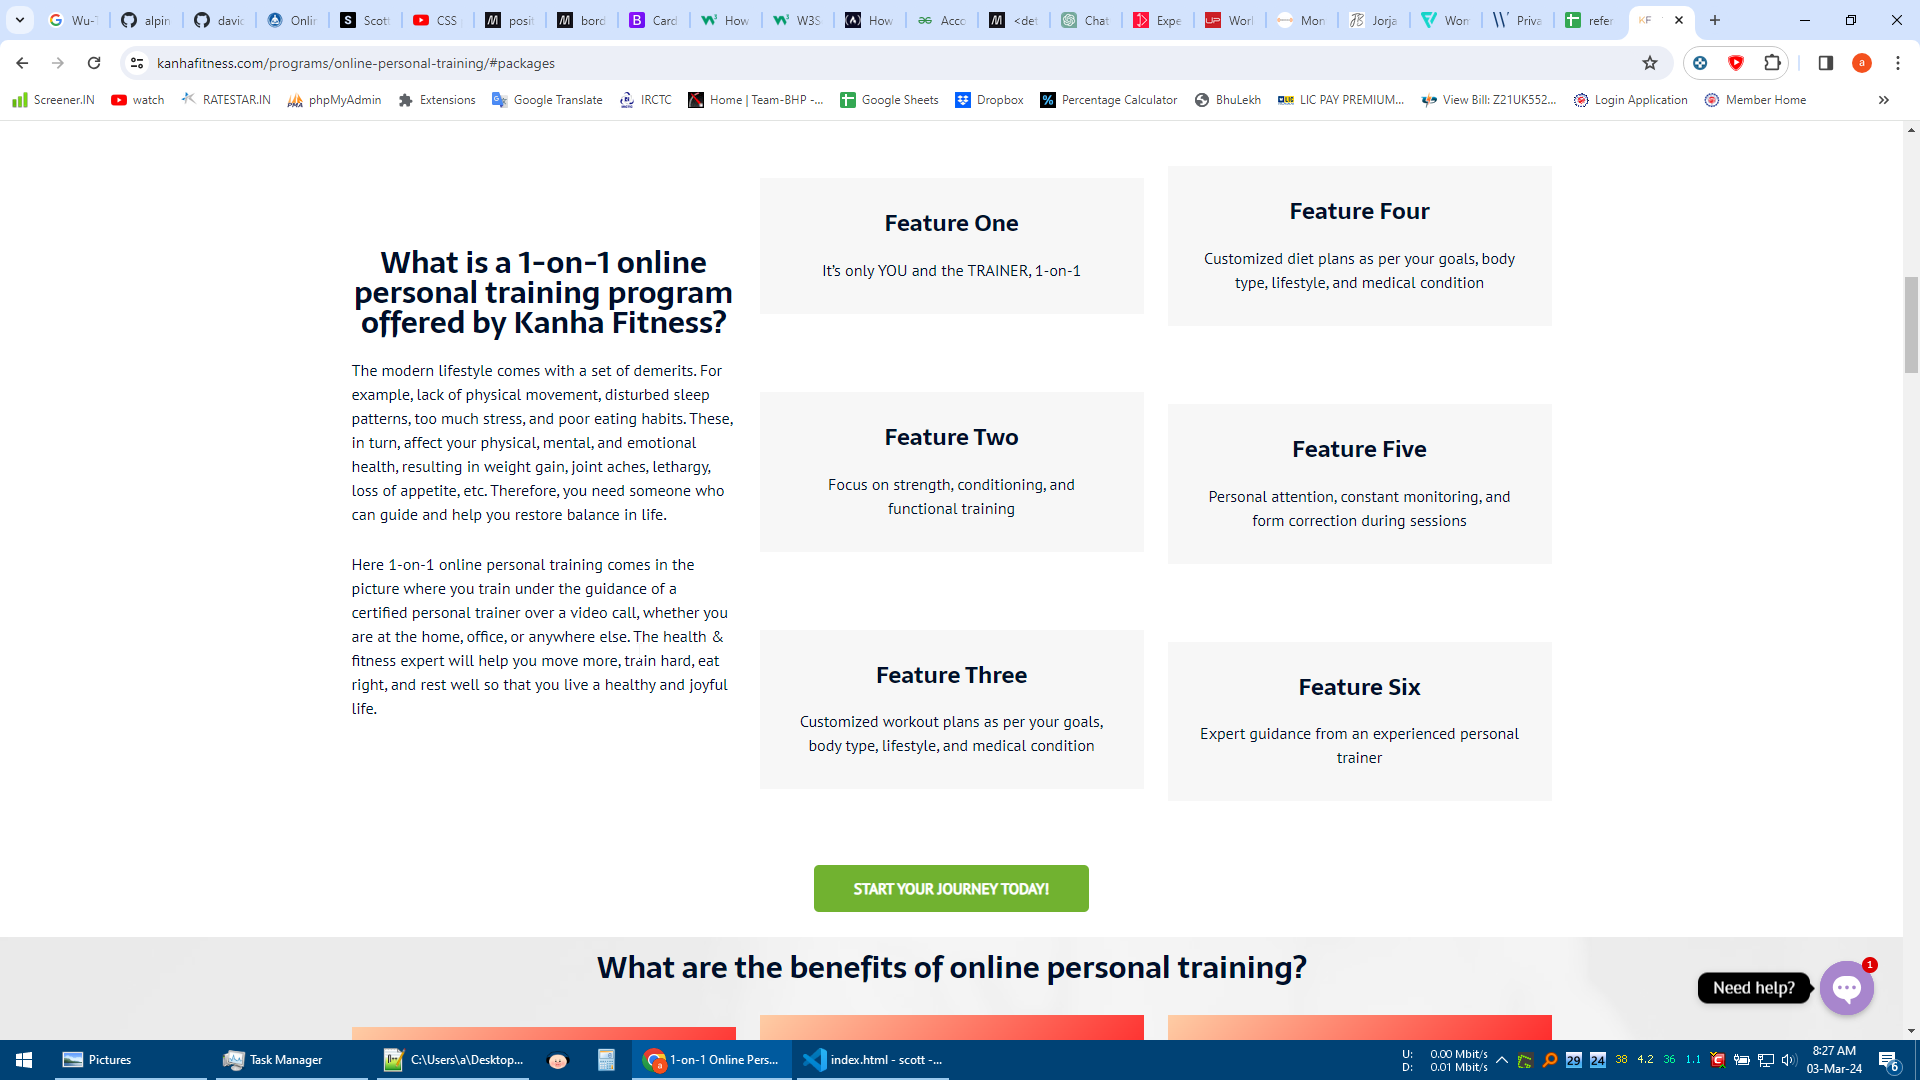 Wu-T
alpin
david
Onlin
Scott
CSS
posit
bord
Card
How
W3S
How
Acco
<det
Chat
Expe
Worl
Mon
Jorja
Wom
Priva
refer
kanhafitness.com/programs/online-personal-training/#packages
Screener.IN
watch
RATESTAR.IN
phpMyAdmin
Extensions
Google Translate
IRCTC
Home | Team-BHP -...
Google Sheets
Dropbox
Percentage Calculator
BhuLekh
LIC PAY PREMIUM...
View Bill: Z21UK552...
Login Application
Member Home
What is a 1-on-1 online
personal training program
offered by Kanha Fitness?
The modern lifestyle comes with a set of demerits. For
example, lack of physical movement, disturbed sleep
patterns, too much stress, and poor eating habits. These,
in turn, affect your physical, mental, and emotional
health, resulting in weight gain, joint aches, lethargy,
loss of appetite, etc. Therefore, you need someone who
can guide and help you restore balance in life.
Here 1-on-1 online personal training comes in the
picture where you train under the guidance of a
certified personal trainer over a video call, whether you
are at the home, office, or anywhere else. The health &
fitness expert will help you move more, train hard, eat
right, and rest well so that you live a healthy and joyful
life.
Feature One
It's only YOU and the TRAINER, 1-on-1
Feature Two
Focus on strength, conditioning, and
functional training
Feature Three
Customized workout plans as per your goals,
body type, lifestyle, and medical condition
Feature Four
Customized diet plans as per your goals, body
type, lifestyle, and medical condition
Feature Five
Personal attention, constant monitoring, and
form correction during sessions
Feature Six
Expert guidance from an experienced personal
trainer
START YOUR JOURNEY TODAY!
What are the benefits of online personal training?
Need help?
1
Pictures
Task Manager
C:\Users\a\Desktop...
1-on-1 Online Pers...
index.html - scott -...
U: 0.00 Mbit/s
D: 0.01 Mbit/s
29
24
38
4.2
36
1.1
8:27 AM
03-Mar-24
6